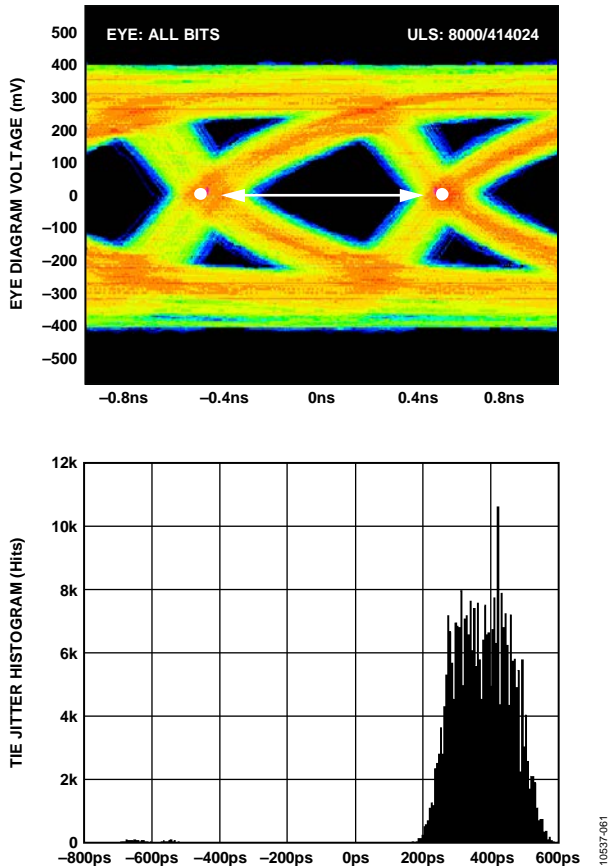 EYE: ALL BITS
ULS: 8000/414024
EYE DIAGRAM VOLTAGE (mV)
500
400
300
200
100
0
–100
–200
–300
–400
–500
–0.8ns –0.4ns 0ns 0.4ns 0.8ns
TIE JITTER HISTOGRAM (Hits)
12k
10k
8k
6k
4k
2k
0
–800ps –600ps –400ps –200ps 0ps 200ps 400ps 600ps
10537-061